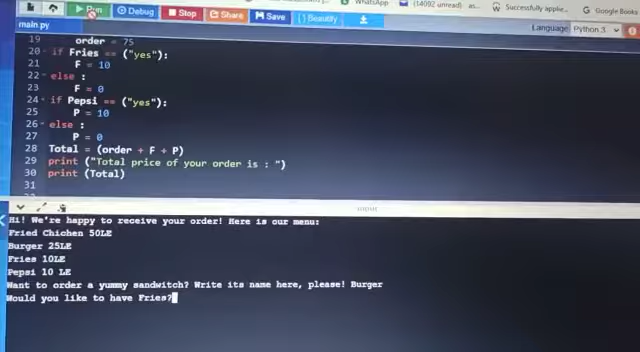 WhatsApp
(14002 unread)
Successfully applie...
Google Books
Run
Debug
Stop
Share
Save
{} Beautify
Language: Python 3
main.py
19 order = 75
20 if Fries == ("yes"):
21 F = 10
22 else :
23 F = 0
24 if Pepsi == ("yes"):
25 P = 10
26 else :
27 P = 0
28 Total = (order + F + P)
29 print ("Total price of your order is : ")
30 print (Total)
31
input
Hi! We're happy to receive your order! Here is our menu:
Fried Chichen 50LE
Burger 25LE
Fries 10LE
Pepsi 10 LE
Want to order a yummy sandwitch? Write its name here, please! Burger
Would you like to have Fries?